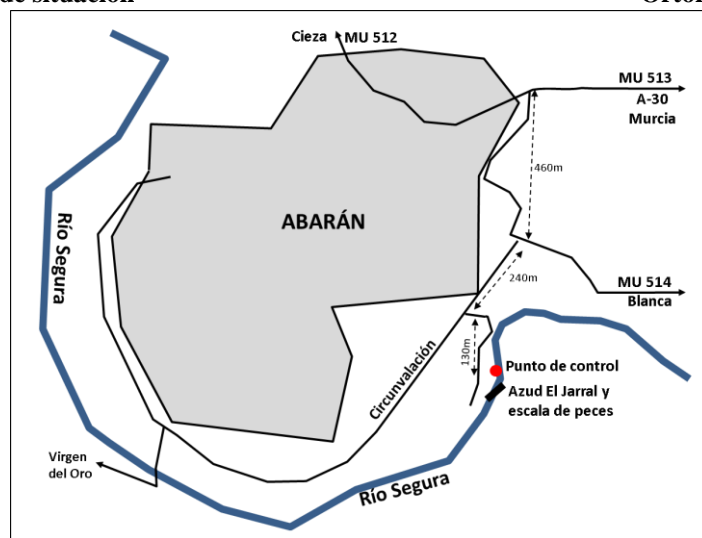 de situación
Cieza
MU 512
MU 513
A-30
Murcia
460m
ABARÁN
Río Segura
240m
MU 514
Blanca
130m
Circunvalación
Punto de control
Azud El Jarral y
escala de peces
Virgen
del Oro
Río Segura